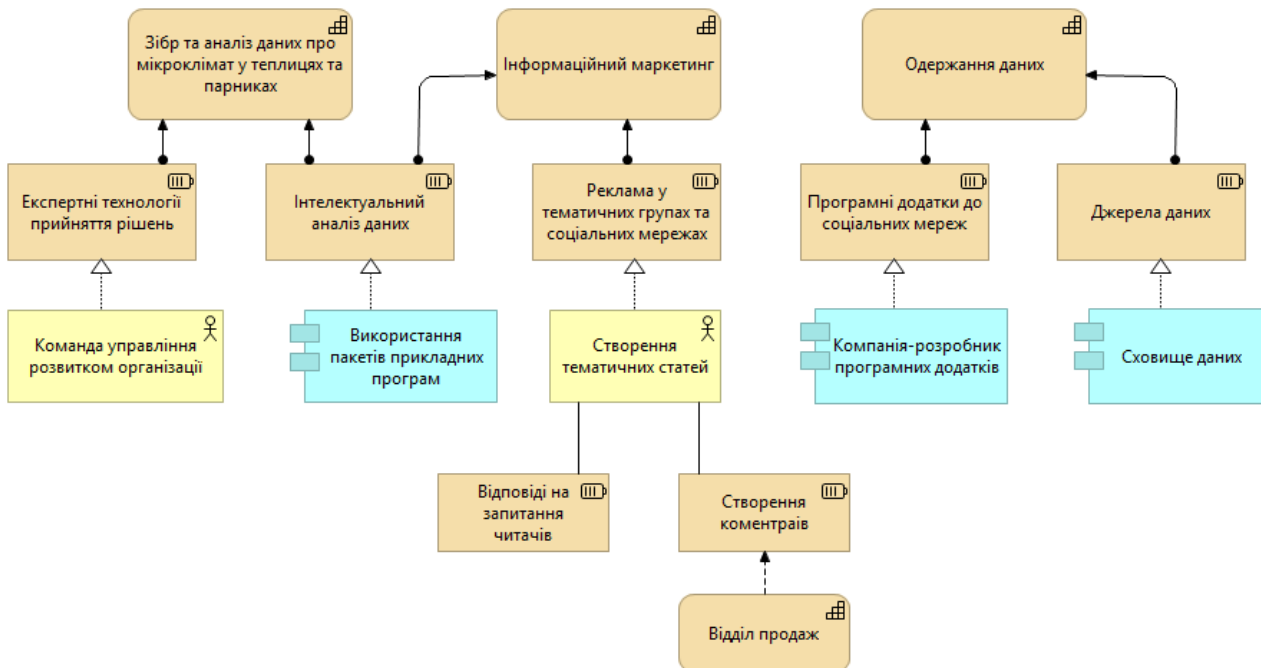 Зібр та аналіз даних про
мікроклімат у теплицях та
парниках
Інформаційний маркетинг
Одержання даних
Експертні технології
прийняття рішень
Інтелектуальний
аналіз даних
Реклама у
тематичних групах та
соціальних мережах
Програмні додатки до
соціальних мереж
Джерела даних
Команда управління
розвитком організації
Використання
пакетів прикладних
програм
Створення
тематичних статей
Компанія-розробник
програмних додатків
Сховище даних
Відповіді на
запитання
читачів
Створення
коментраів
Відділ продаж